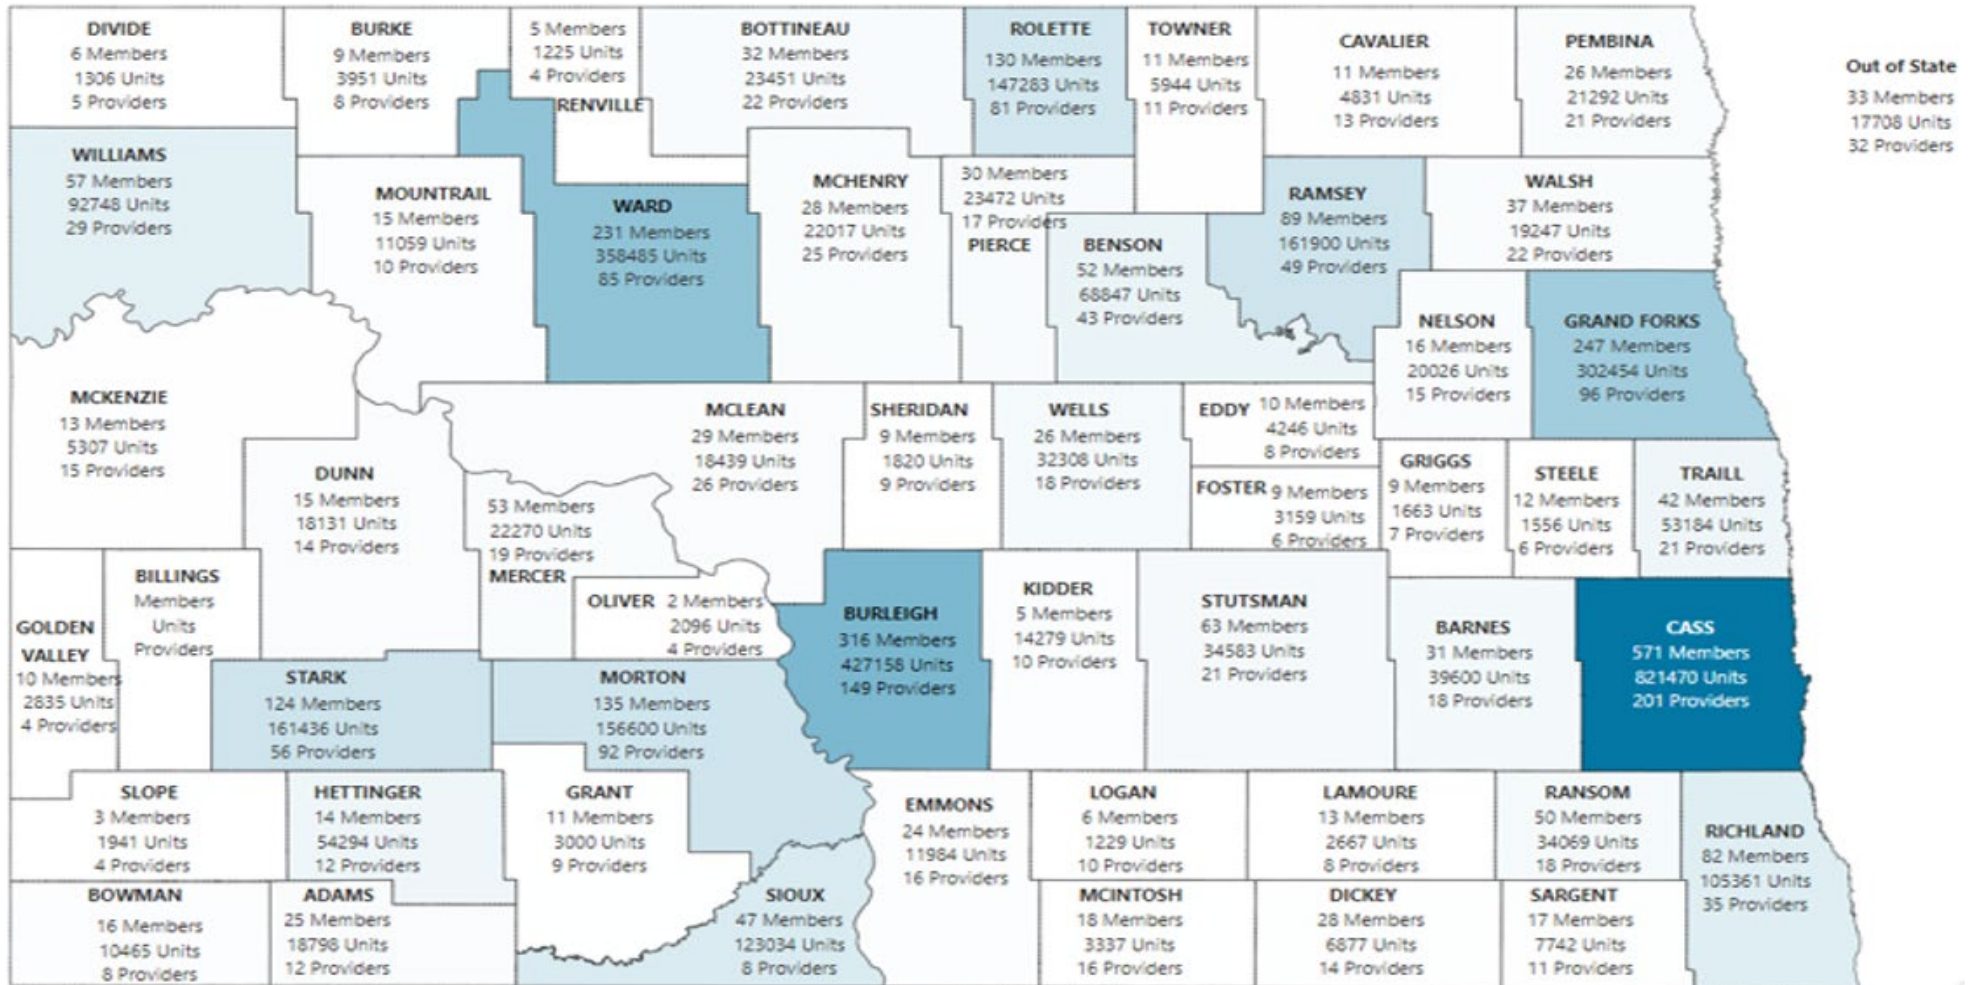 DIVIDE
6 Members
1306 Units
5 Providers
BURKE
9 Members
3951 Units
8 Providers
5 Members
1225 Units
4 Providers
RENVILLE
BOTTINEAU
32 Members
23451 Units
22 Providers
ROLETTE
130 Members
147283 Units
81 Providers
TOWNER
11 Members
5944 Units
11 Providers
CAVALIER
11 Members
4831 Units
13 Providers
PEMBINA
26 Members
21292 Units
21 Providers
Out of State
33 Members
17708 Units
32 Providers
WILLIAMS
57 Members
92748 Units
29 Providers
MOUNTRAIL
15 Members
11059 Units
10 Providers
WARD
231 Members
358485 Units
85 Providers
MCHENRY
28 Members
22017 Units
25 Providers
30 Members
23472 Units
17 Providers
PIERCE
BENSON
52 Members
68847 Units
43 Providers
RAMSEY
89 Members
161900 Units
49 Providers
WALSH
37 Members
19247 Units
22 Providers
NELSON
16 Members
20026 Units
15 Providers
GRAND FORKS
247 Members
302454 Units
96 Providers
MCKENZIE
13 Members
5307 Units
15 Providers
DUNN
15 Members
18131 Units
14 Providers
MCLEAN
29 Members
18439 Units
26 Providers
SHERIDAN
9 Members
1820 Units
9 Providers
WELLS
26 Members
32308 Units
18 Providers
EDDY 10 Members
4246 Units
8 Providers
FOSTER 9 Members
3159 Units
6 Providers
GRIGGS
9 Members
1663 Units
7 Providers
STEELE
12 Members
1556 Units
6 Providers
TRAILL
42 Members
53184 Units
21 Providers
53 Members
22270 Units
19 Providers
MERCER
OLIVER 2 Members
2096 Units
4 Providers
GOLDEN
VALLEY
10 Members
2835 Units
4 Providers
BILLINGS
Members
Units
Providers
STARK
124 Members
161436 Units
56 Providers
MORTON
135 Members
156600 Units
92 Providers
BURLEIGH
316 Members
427158 Units
149 Providers
KIDDER
5 Members
14279 Units
10 Providers
STUTSMAN
63 Members
34583 Units
21 Providers
BARNES
31 Members
39600 Units
18 Providers
CASS
571 Members
821470 Units
201 Providers
SLOPE
3 Members
1941 Units
4 Providers
HETTINGER
14 Members
54294 Units
12 Providers
GRANT
11 Members
3000 Units
9 Providers
EMMONS
24 Members
11984 Units
16 Providers
LOGAN
6 Members
1229 Units
10 Providers
LAMOURE
13 Members
2667 Units
8 Providers
RANSOM
50 Members
34069 Units
18 Providers
RICHLAND
82 Members
105361 Units
35 Providers
BOWMAN
16 Members
10465 Units
8 Providers
ADAMS
25 Members
18798 Units
12 Providers
SIOUX
47 Members
123034 Units
8 Providers
MCINTOSH
18 Members
3337 Units
16 Providers
DICKEY
28 Members
6877 Units
14 Providers
SARGENT
17 Members
7742 Units
11 Providers